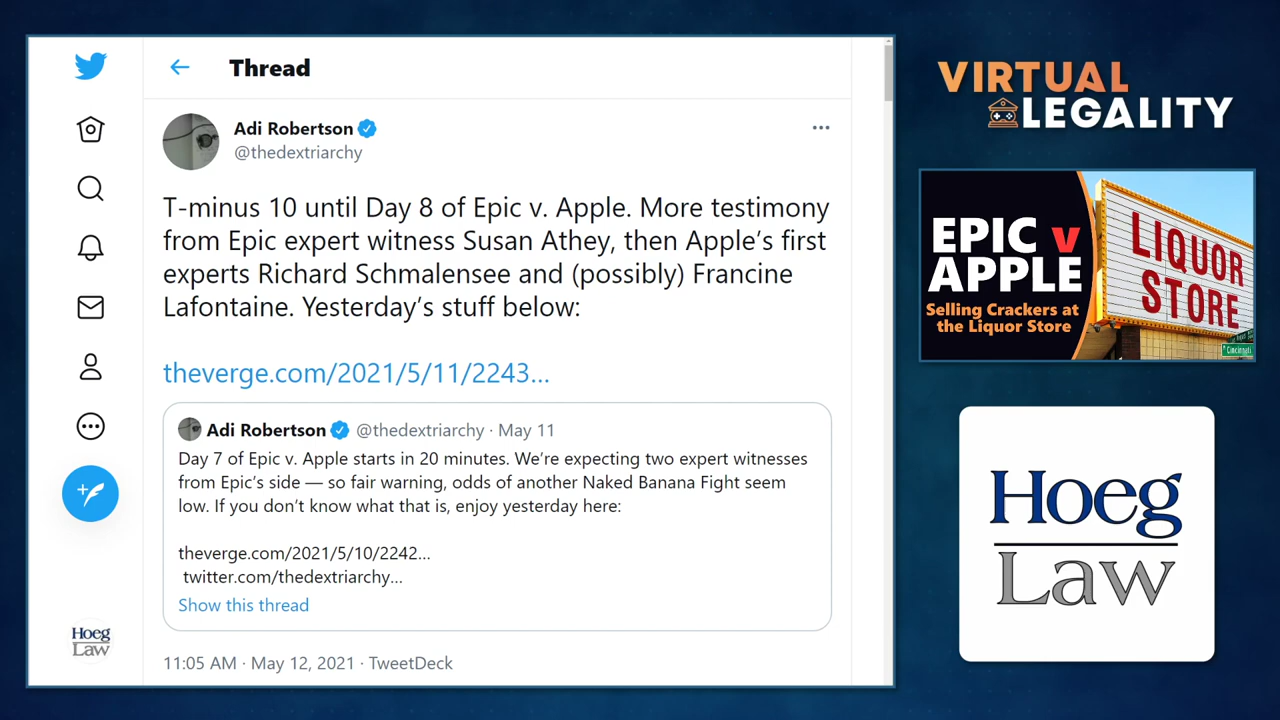 Thread
Adi Robertson
@thedextriarchy
T-minus 10 until Day 8 of Epic v. Apple. More testimony
from Epic expert witness Susan Athey, then Apple’s first
experts Richard Schmalensee and (possibly) Francine
Lafontaine. Yesterday’s stuff below:
theverge.com/2021/5/11/2243...
Adi Robertson @thedextriarchy · May 11
Day 7 of Epic v. Apple starts in 20 minutes. We’re expecting two expert witnesses
from Epic’s side — so fair warning, odds of another Naked Banana Fight seem
low. If you don’t know what that is, enjoy yesterday here:
theverge.com/2021/5/10/2242...
twitter.com/thedextriarchy...
Show this thread
11:05 AM · May 12, 2021 · TweetDeck
Hoeg
Law
VIRTUAL
LEGALITY
EPIC v
APPLE
Selling Crackers at
the Liquor Store
LIQUOR
STORE
Cincinnati
Hoeg
Law